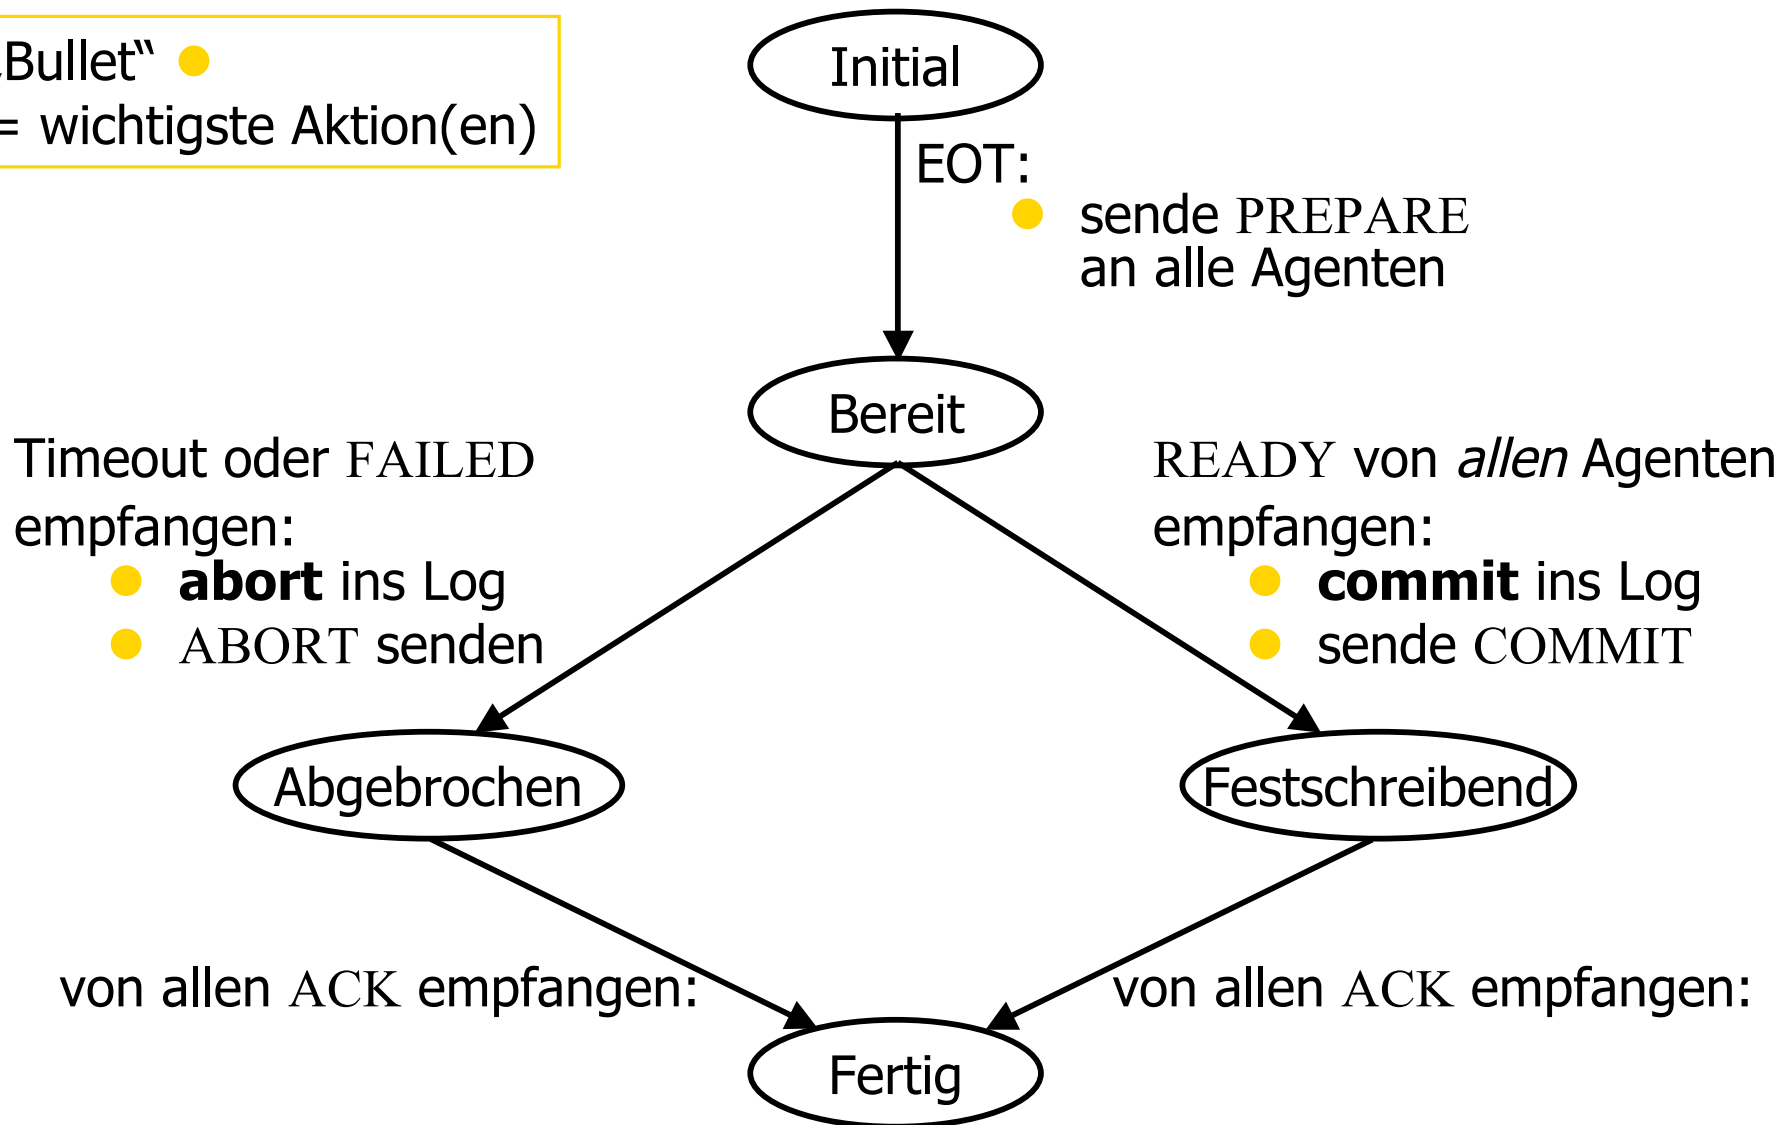 „Bullet“
= wichtigste Aktion(en)
Initial
EOT:
sende PREPARE
an alle Agenten
Bereit
Timeout oder FAILED
empfangen:
abort ins Log
ABORT senden
READY von allen Agenten
empfangen:
commit ins Log
sende COMMIT
Abgebrochen
Festschreibend
von allen ACK empfangen:
von allen ACK empfangen:
Fertig